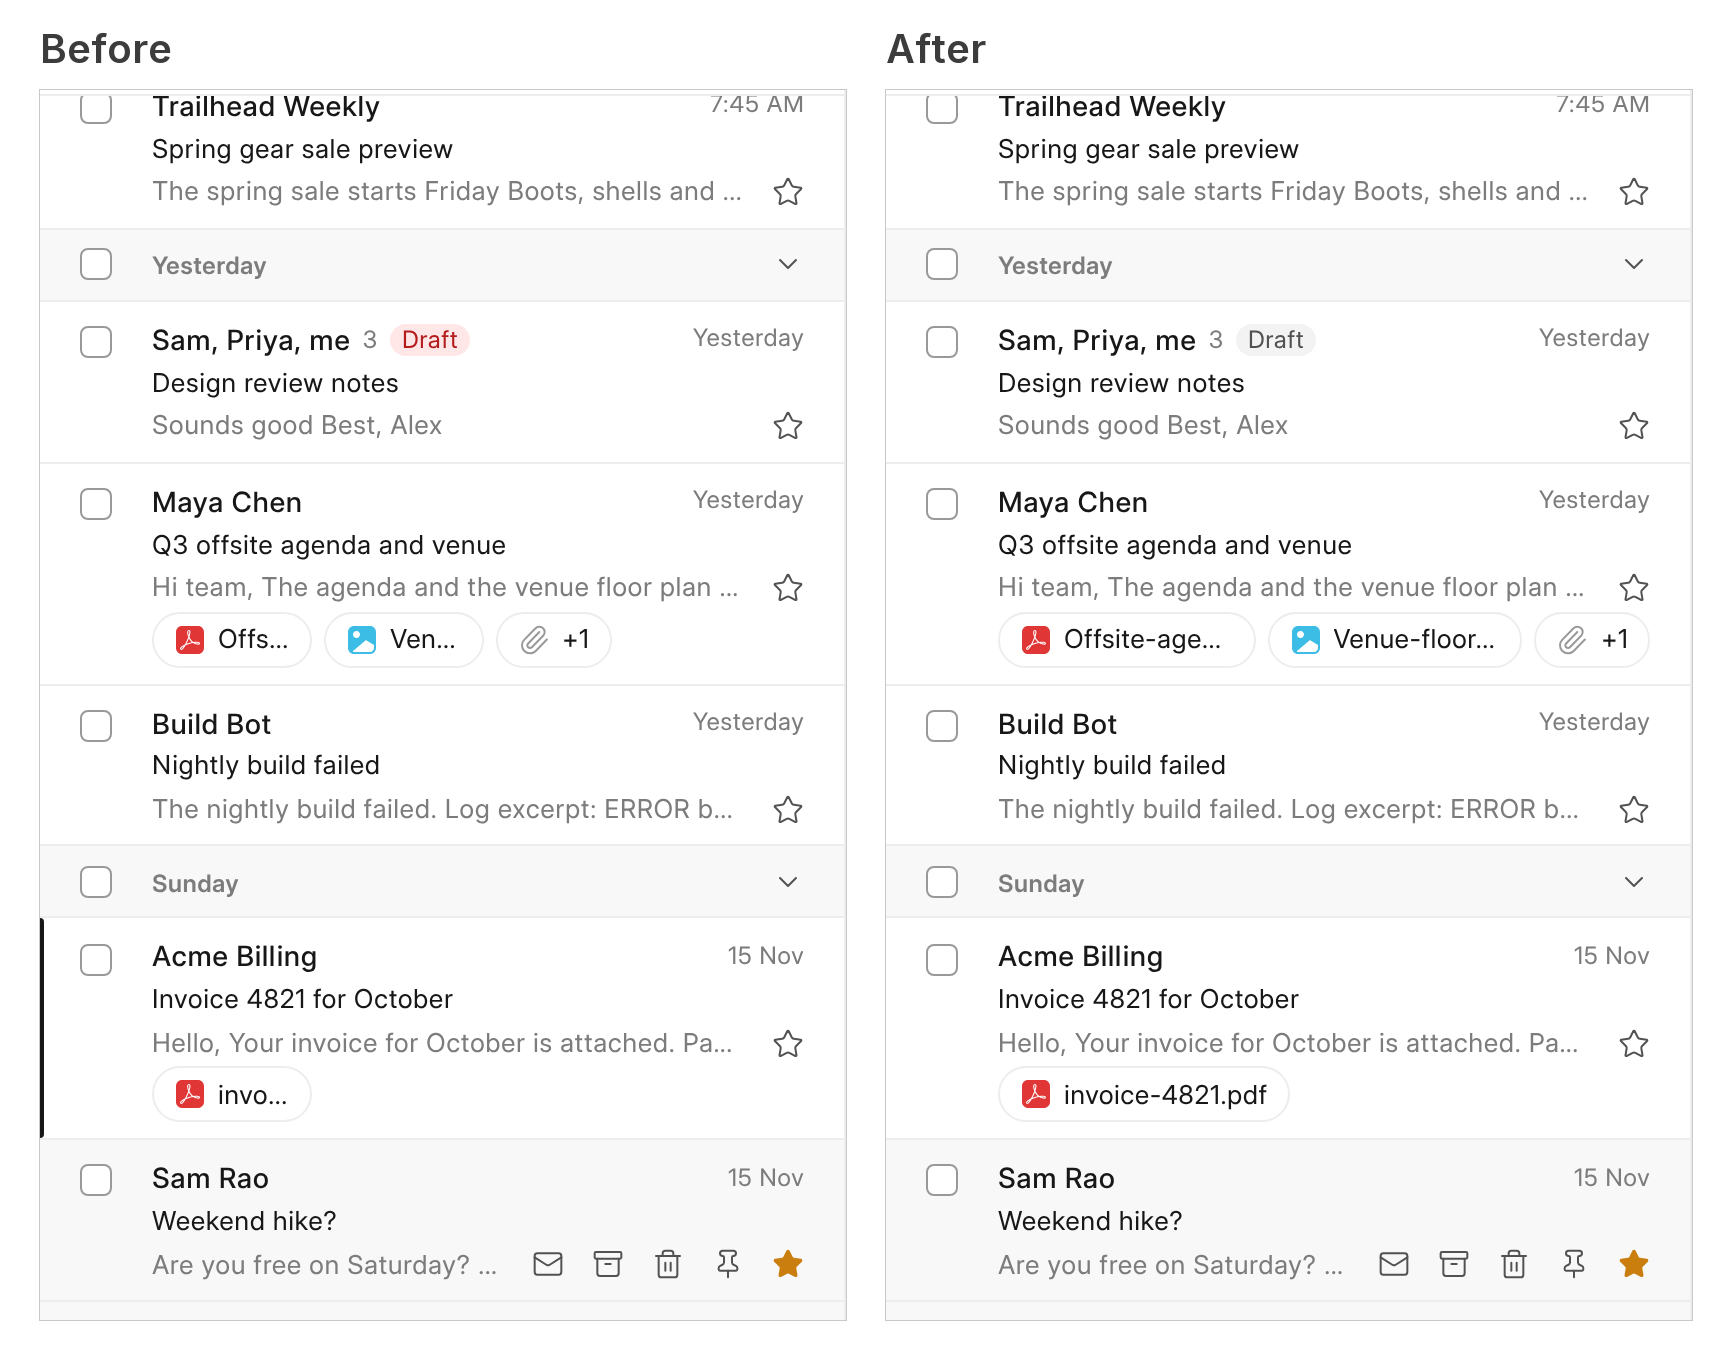 Before
Trailhead Weekly 7:45 AM
Spring gear sale preview
The spring sale starts Friday Boots, shells and ...
Yesterday
Sam, Priya, me 3 Draft Yesterday
Design review notes
Sounds good Best, Alex
Maya Chen Yesterday
Q3 offsite agenda and venue
Hi team, The agenda and the venue floor plan ...
Offs... Ven... +1
Build Bot Yesterday
Nightly build failed
The nightly build failed. Log excerpt: ERROR b...
Sunday
Acme Billing 15 Nov
Invoice 4821 for October
Hello, Your invoice for October is attached. Pa...
invo...
Sam Rao 15 Nov
Weekend hike?
Are you free on Saturday? ...
After
Trailhead Weekly 7:45 AM
Spring gear sale preview
The spring sale starts Friday Boots, shells and ...
Yesterday
Sam, Priya, me 3 Draft Yesterday
Design review notes
Sounds good Best, Alex
Maya Chen Yesterday
Q3 offsite agenda and venue
Hi team, The agenda and the venue floor plan ...
Offsite-age... Venue-floor... +1
Build Bot Yesterday
Nightly build failed
The nightly build failed. Log excerpt: ERROR b...
Sunday
Acme Billing 15 Nov
Invoice 4821 for October
Hello, Your invoice for October is attached. Pa...
invoice-4821.pdf
Sam Rao 15 Nov
Weekend hike?
Are you free on Saturday? ...